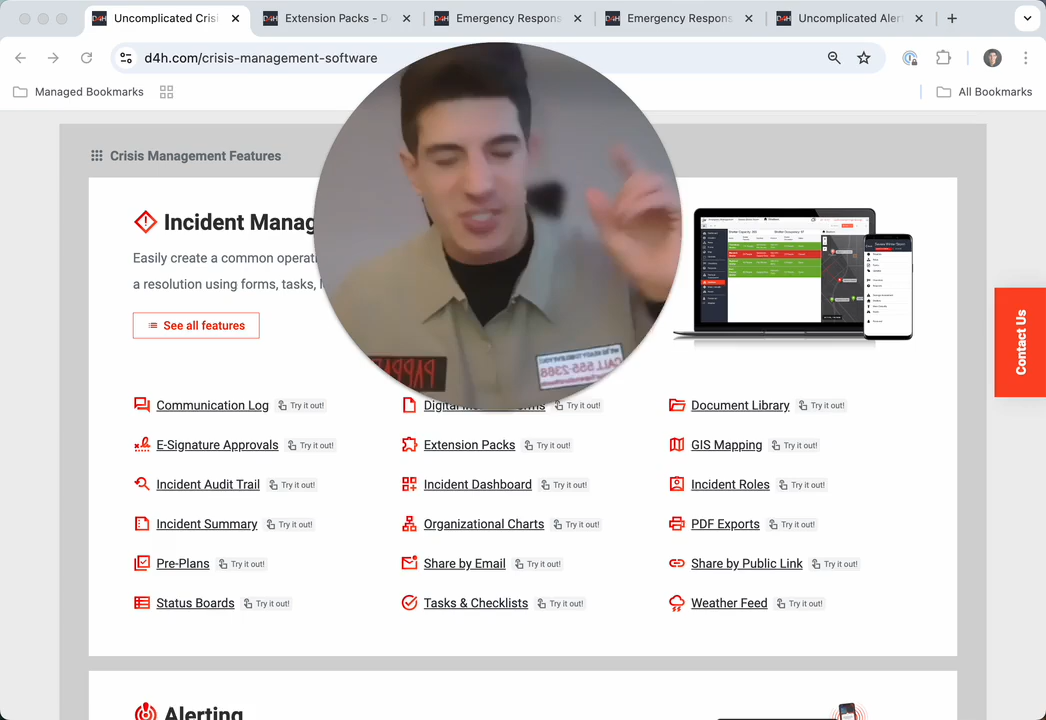 Uncomplicated Crisi
Extension Packs - D
Emergency Respons
Emergency Respons
Uncomplicated Aler
d4h.com/crisis-management-software
Managed Bookmarks
All Bookmarks
Crisis Management Features
Incident Manag
Easily create a common operati
a resolution using forms, tasks, l
See all features
Contact Us
CALL 555-2368
Communication Log Try it out!
Digital Try it out!
Document Library Try it out!
E-Signature Approvals Try it out!
Extension Packs Try it out!
GIS Mapping Try it out!
Incident Audit Trail Try it out!
Incident Dashboard Try it out!
Incident Roles Try it out!
Incident Summary Try it out!
Organizational Charts Try it out!
PDF Exports Try it out!
Pre-Plans Try it out!
Share by Email Try it out!
Share by Public Link Try it out!
Status Boards Try it out!
Tasks & Checklists Try it out!
Weather Feed Try it out!
Alerting